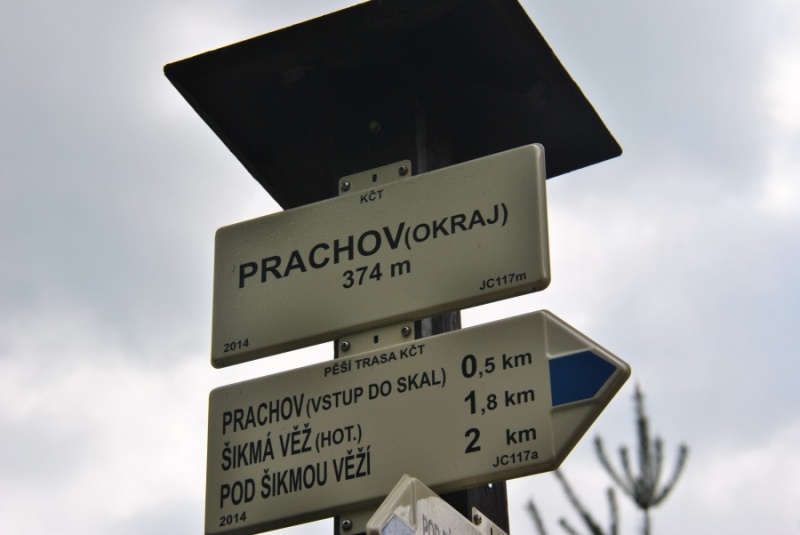 KČT
PRACHOV(OKRAJ)
374 m
JC117m
2014
PĚŠÍ TRASA KČT
PRACHOV(VSTUP DO SKAL) 0,5 km
ŠIKMÁ VĚŽ(HOT.) 1,8 km
POD ŠIKMOU VĚŽÍ 2 km
JC117a
2014
POD